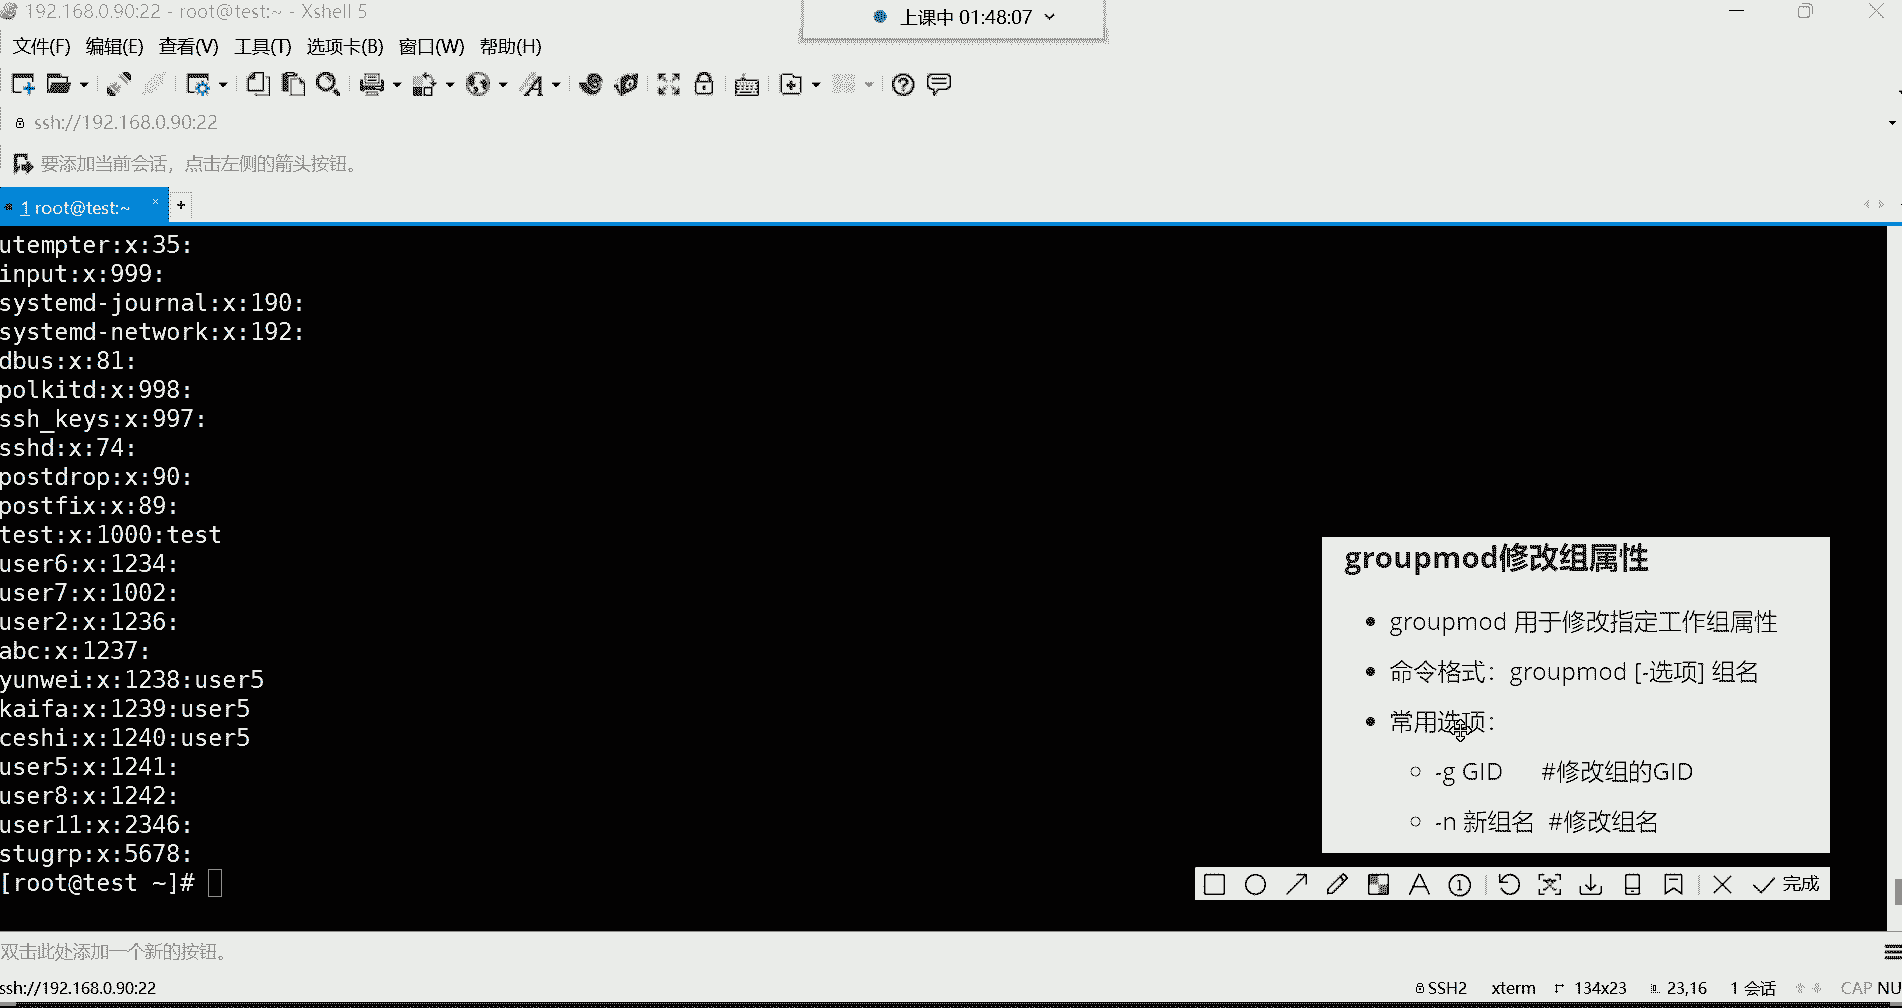 192.168.0.90:22 - root@test:~ - Xshell 5
上课中 01:48:07
文件(F) 编辑(E) 查看(V) 工具(T) 选项卡(B) 窗口(W) 帮助(H)
ssh://192.168.0.90:22
要添加当前会话，点击左侧的箭头按钮。
1 root@test:~ × +
utempter:x:35:
input:x:999:
systemd-journal:x:190:
systemd-network:x:192:
dbus:x:81:
polkitd:x:998:
ssh_keys:x:997:
sshd:x:74:
postdrop:x:90:
postfix:x:89:
test:x:1000:test
user6:x:1234:
user7:x:1002:
user2:x:1236:
abc:x:1237:
yunwei:x:1238:user5
kaifa:x:1239:user5
ceshi:x:1240:user5
user5:x:1241:
user8:x:1242:
user11:x:2346:
stugrp:x:5678:
[root@test ~]#
groupmod修改组属性
• groupmod 用于修改指定工作组属性
• 命令格式：groupmod [-选项] 组名
• 常用选项：
○ -g GID #修改组的GID
○ -n 新组名 #修改组名
完成
双击此处添加一个新的按钮。
ssh://192.168.0.90:22
SSH2 xterm 134x23 23,16 1 会话 CAP NU